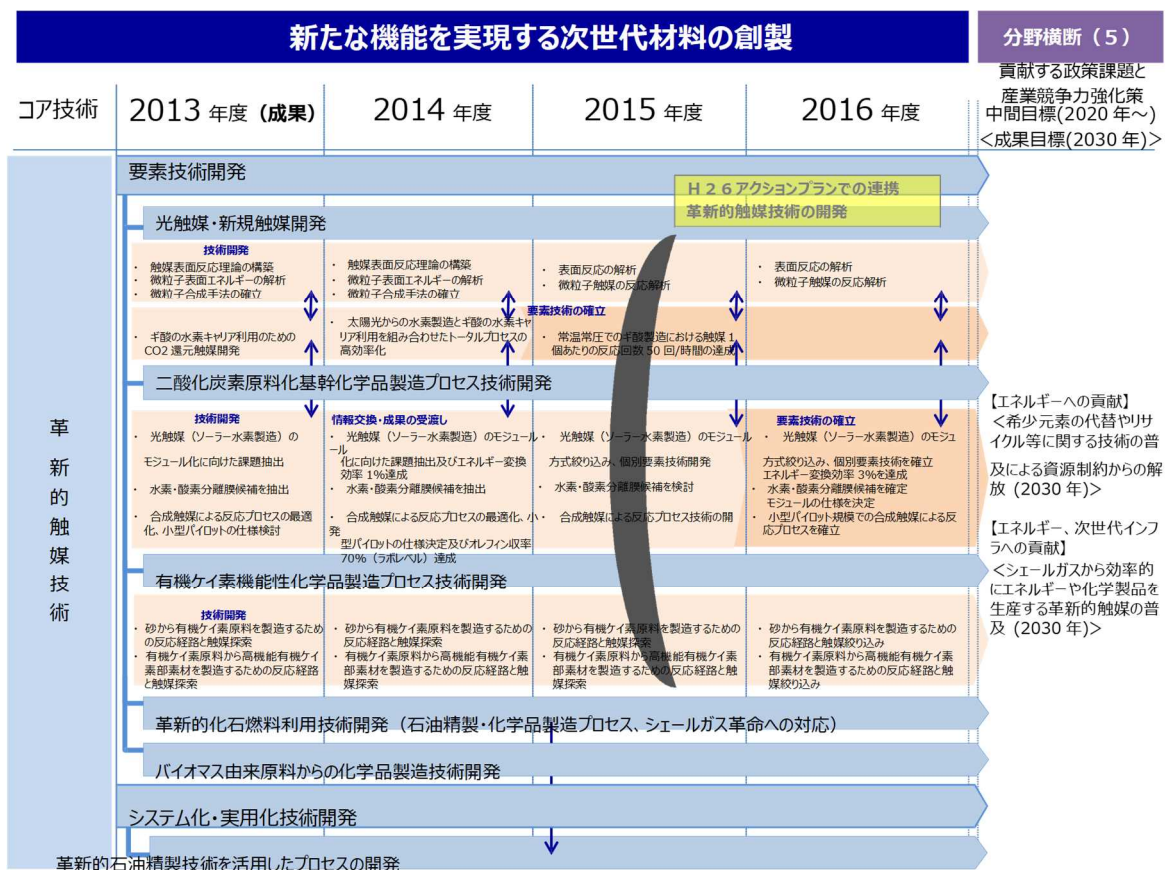 新たな機能を実現する次世代材料の創製
分野横断（5）
コア技術
2013 年度（成果）
2014 年度
2015 年度
2016 年度
貢献する政策課題と
産業競争力強化策
中間目標(2020 年～)
＜成果目標(2030 年)＞
革新的触媒技術
要素技術開発
H26アクションプランでの連携
革新的触媒技術の開発
光触媒・新規触媒開発
技術開発
・ 触媒表面反応理論の構築
・ 微粒子表面エネルギーの解析
・ 微粒子合成手法の確立
・ 触媒表面反応理論の構築
・ 微粒子表面エネルギーの解析
・ 微粒子合成手法の確立
・ 表面反応の解析
・ 微粒子触媒の反応解析
・ 表面反応の解析
・ 微粒子触媒の反応解析
・ ギ酸の水素キャリア利用のための
CO2 還元触媒開発
・ 太陽光からの水素製造とギ酸の水素キャ
リア利用を組み合わせたトータルプロセスの
高効率化
要素技術の確立
・ 常温常圧でのギ酸製造における触媒 1
個あたりの反応回数 50 回/時間の達成
二酸化炭素原料化基幹化学品製造プロセス技術開発
技術開発
・ 光触媒（ソーラー水素製造）の
モジュール化に向けた課題抽出
・ 水素・酸素分離膜候補を抽出
・ 合成触媒による反応プロセスの最適
化、小型パイロットの仕様検討
情報交換・成果の受渡し
・ 光触媒（ソーラー水素製造）のモジュ
ール
化に向けた課題抽出及びエネルギー変換
効率 1%達成
・ 水素・酸素分離膜候補を抽出
・ 合成触媒による反応プロセスの最適化、小
型パイロットの仕様決定及びオレフィン収率
70%（ラボレベル）達成
・ 光触媒（ソーラー水素製造）のモジュール
方式絞り込み、個別要素技術開発
・ 水素・酸素分離膜候補を検討
・ 合成触媒による反応プロセス技術の開
発
要素技術の確立
・ 光触媒（ソーラー水素製造）のモジュ
ール
方式絞り込み、個別要素技術を確立
エネルギー変換効率 3%を達成
・ 水素・酸素分離膜候補を確定
モジュールの仕様を決定
・ 小型パイロット規模での合成触媒による反
応プロセスを確立
有機ケイ素機能性化学品製造プロセス技術開発
技術開発
・ 砂から有機ケイ素原料を製造するため
の反応経路と触媒探索
・ 有機ケイ素原料から高機能有機ケイ
素部素材を製造するための反応経路
と触媒探索
・ 砂から有機ケイ素原料を製造するための
反応経路と触媒探索
・ 有機ケイ素原料から高機能有機ケイ素
部素材を製造するための反応経路と触
媒探索
・ 砂から有機ケイ素原料を製造するための
反応経路と触媒探索
・ 有機ケイ素原料から高機能有機ケイ素
部素材を製造するための反応経路と触
媒探索
・ 砂から有機ケイ素原料を製造するための
反応経路と触媒絞り込み
・ 有機ケイ素原料から高機能有機ケイ素
部素材を製造するための反応経路と触
媒絞り込み
革新的化石燃料利用技術開発（石油精製・化学品製造プロセス、シェールガス革命への対応）
バイオマス由来原料からの化学品製造技術開発
システム化・実用化技術開発
革新的石油精製技術を活用したプロセスの開発
【エネルギーへの貢献】
＜希少元素の代替やリサ
イクル等に関する技術の普
及による資源制約からの解
放 (2030 年)＞
【エネルギー、次世代インフ
ラへの貢献】
＜シェールガスから効率的
にエネルギーや化学製品を
生産する革新的触媒の普
及 (2030 年)＞